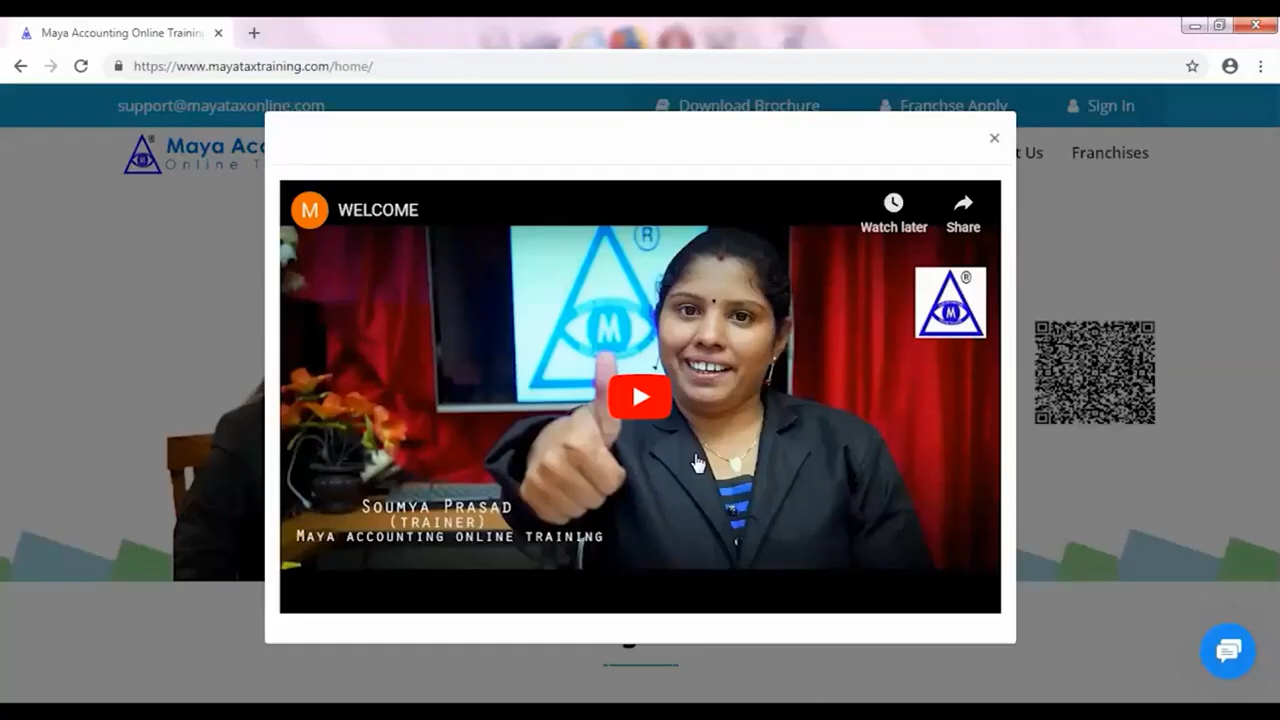 Maya Accounting Online Trainin
https://www.mayataxtraining.com/home/
support@mayataxonline.com
Download Brochure
Franchse Apply
Sign In
Maya Acc
Online T
t Us
Franchises
M
WELCOME
Watch later
Share
®
M
®
M
SOUMYA PRASAD
(TRAINER)
MAYA ACCOUNTING ONLINE TRAINING